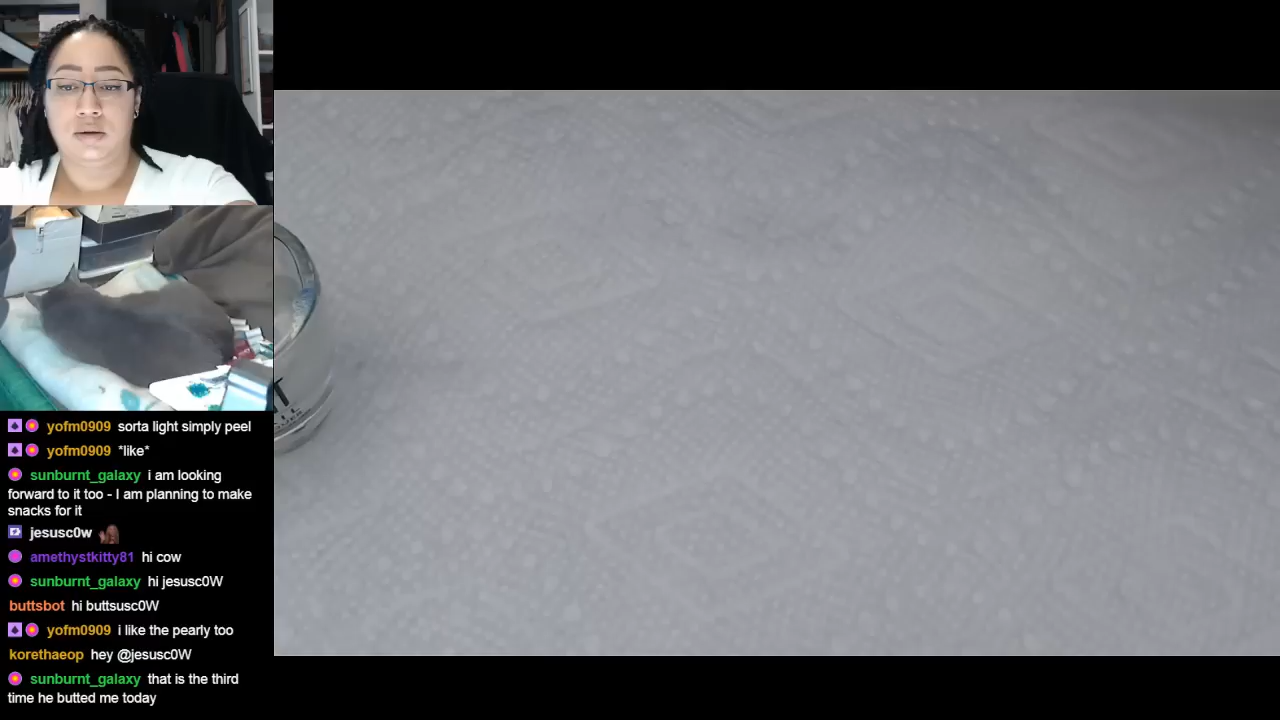 yofm0909 sorta light simply peel
yofm0909 *like*
sunburnt_galaxy i am looking
forward to it too - I am planning to make
snacks for it
jesusc0w
amethystkitty81 hi cow
sunburnt_galaxy hi jesusc0W
buttsbot hi buttsusc0W
yofm0909 i like the pearly too
korethaeop hey @jesusc0W
sunburnt_galaxy that is the third
time he butted me today